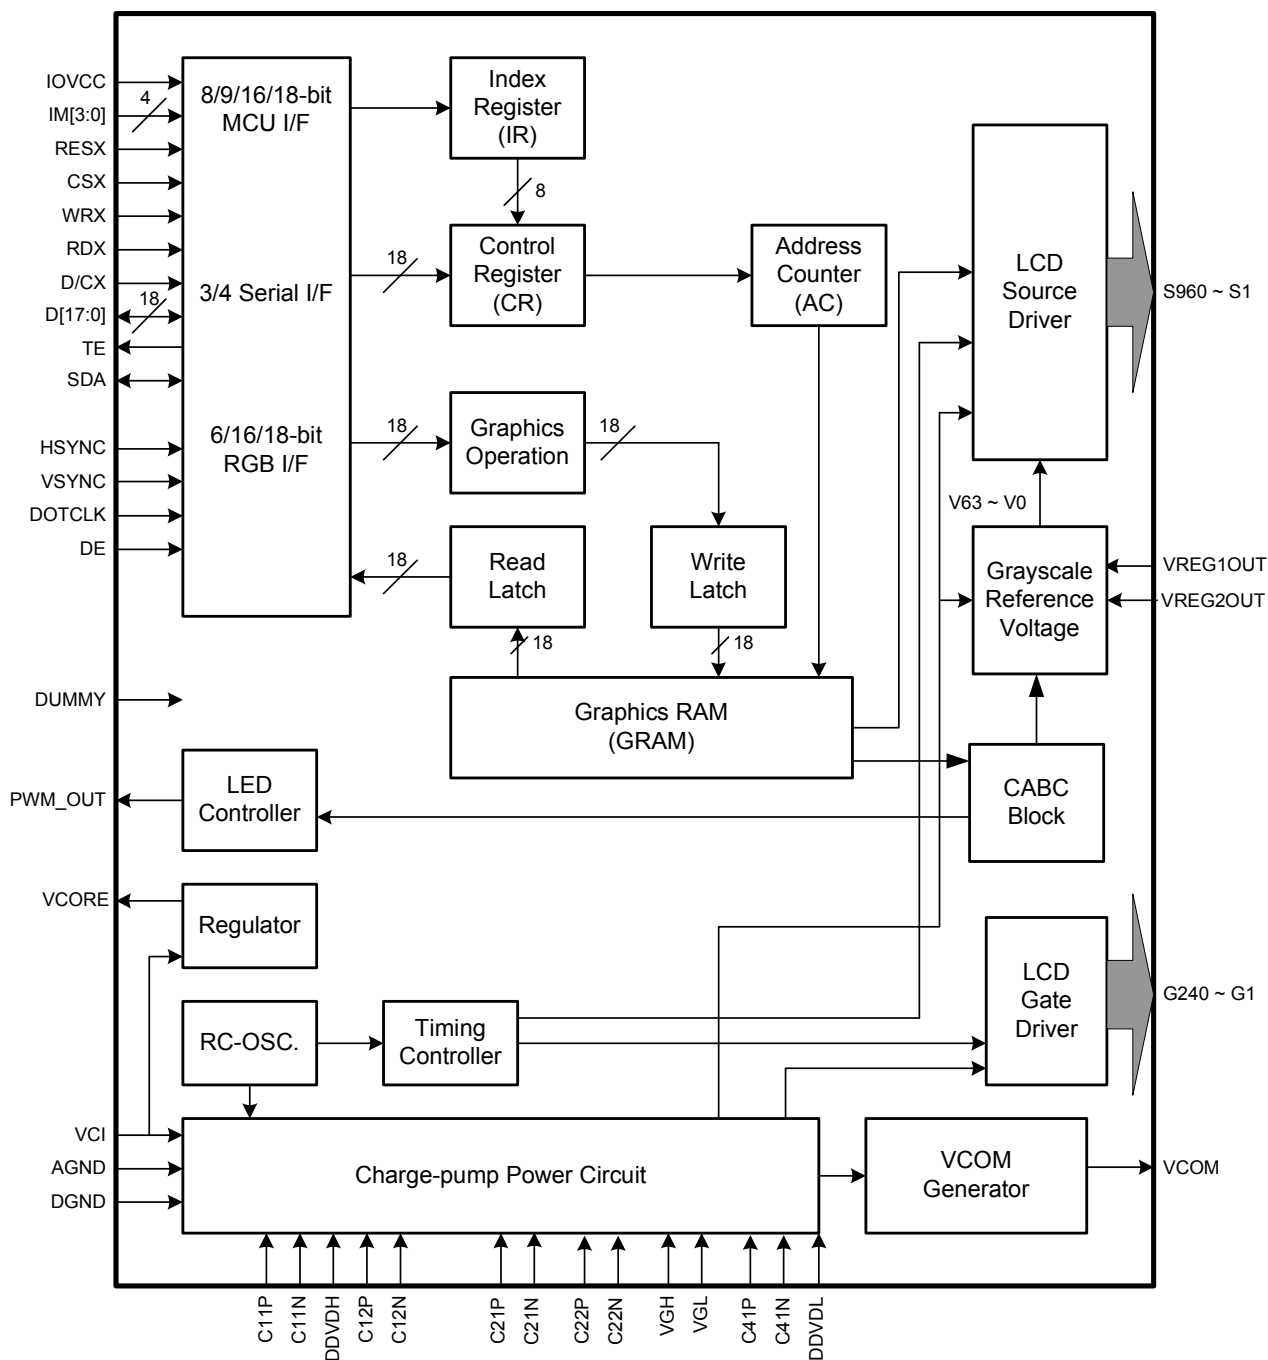 IOVCC
IM[3:0]
4
RESX
CSX
WRX
RDX
D/CX
D[17:0]
18
TE
SDA
HSYNC
VSYNC
DOTCLK
DE
DUMMY
PWM_OUT
VCORE
VCI
AGND
DGND
8/9/16/18-bit
MCU I/F
3/4 Serial I/F
6/16/18-bit
RGB I/F
Index
Register
(IR)
8
18
Control
Register
(CR)
Address
Counter
(AC)
18
Graphics
Operation
18
18
Read
Latch
Write
Latch
18
18
Graphics RAM
(GRAM)
LCD
Source
Driver
S960 ~ S1
V63 ~ V0
Grayscale
Reference
Voltage
VREG1OUT
VREG2OUT
CABC
Block
LED
Controller
Regulator
RC-OSC.
Timing
Controller
LCD
Gate
Driver
G240 ~ G1
Charge-pump Power Circuit
VCOM
Generator
VCOM
C11P
C11N
DDVDH
C12P
C12N
C21P
C21N
C22P
C22N
VGH
VGL
C41P
C41N
DDVDL